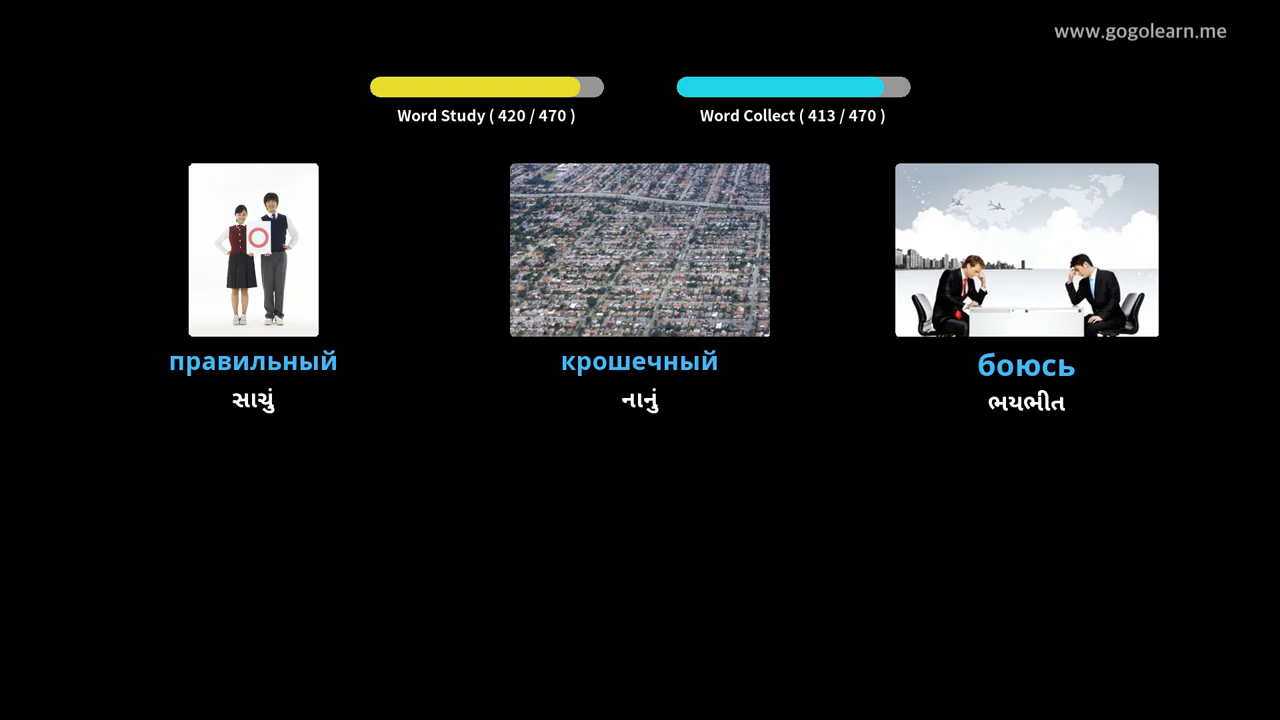 www.gogolearn.me
Word Study ( 420 / 470 )
Word Collect ( 413 / 470 )
правильный
крошечный
боюсь
સાચું
નાનું
ભયભીત